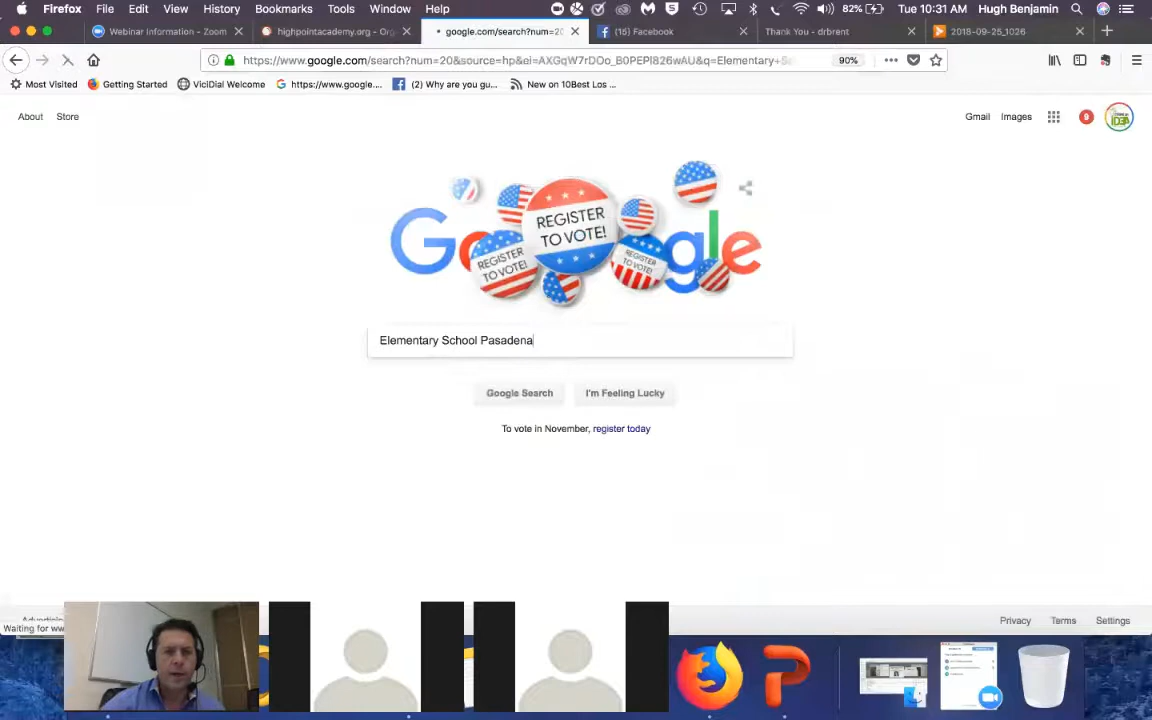 Firefox File Edit View History Bookmarks Tools Window Help 82% Tue 10:31 AM Hugh Benjamin
Webinar Information - Zoom
highpointacademy.org - Org
google.com/search?num=20
(16) Facebook
Thank You - drbrent
2018-09-25_1026
https://www.google.com/search?num=20&source=hp&ei=AXGqW7rDOo_B0PEPl826wAU&q=Elementary+S 90%
Most Visited Getting Started ViciDial Welcome https://www.google.... (2) Why are you gu... New on 10Best Los ...
About Store Gmail Images 9
REGISTER TO VOTE!
REGISTER TO VOTE!
REGISTER TO VOTE!
Google
Elementary School Pasadena
Google Search I'm Feeling Lucky
To vote in November, register today
Privacy Terms Settings
Waiting for ww